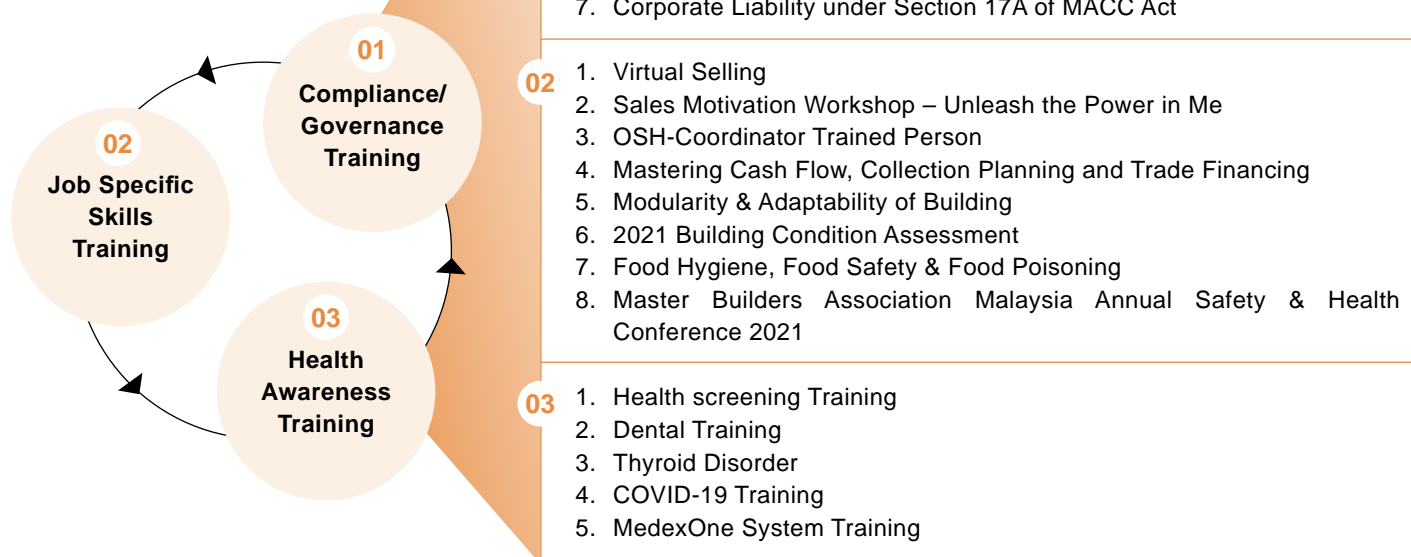 7. Corporate Liability under Section 17A of MACC Act
01
Compliance/
Governance
Training
02
Job Specific
Skills
Training
03
Health
Awareness
Training
02
1. Virtual Selling
2. Sales Motivation Workshop – Unleash the Power in Me
3. OSH-Coordinator Trained Person
4. Mastering Cash Flow, Collection Planning and Trade Financing
5. Modularity & Adaptability of Building
6. 2021 Building Condition Assessment
7. Food Hygiene, Food Safety & Food Poisoning
8. Master Builders Association Malaysia Annual Safety & Health
Conference 2021
03
1. Health screening Training
2. Dental Training
3. Thyroid Disorder
4. COVID-19 Training
5. MedexOne System Training